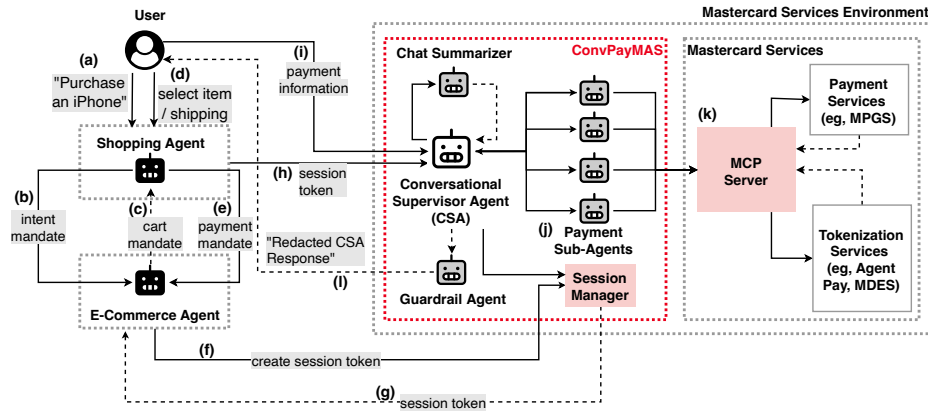 Mastercard Services Environment
User
(a)
"Purchase
an iPhone"
(d)
select item
/ shipping
(i)
payment
information
ConvPayMAS
Chat Summarizer
Mastercard Services
Payment
Services
(eg, MPGS)
(k)
MCP
Server
Shopping Agent
(h)
session
token
Conversational
Supervisor Agent
(CSA)
(j)
Payment
Sub-Agents
(b)
intent
mandate
(c)
cart
mandate
(e)
payment
mandate
"Redacted CSA
Response"
(l)
Guardrail Agent
Session
Manager
Tokenization
Services
(eg, Agent
Pay, MDES)
E-Commerce Agent
(f)
create session token
(g)
session token